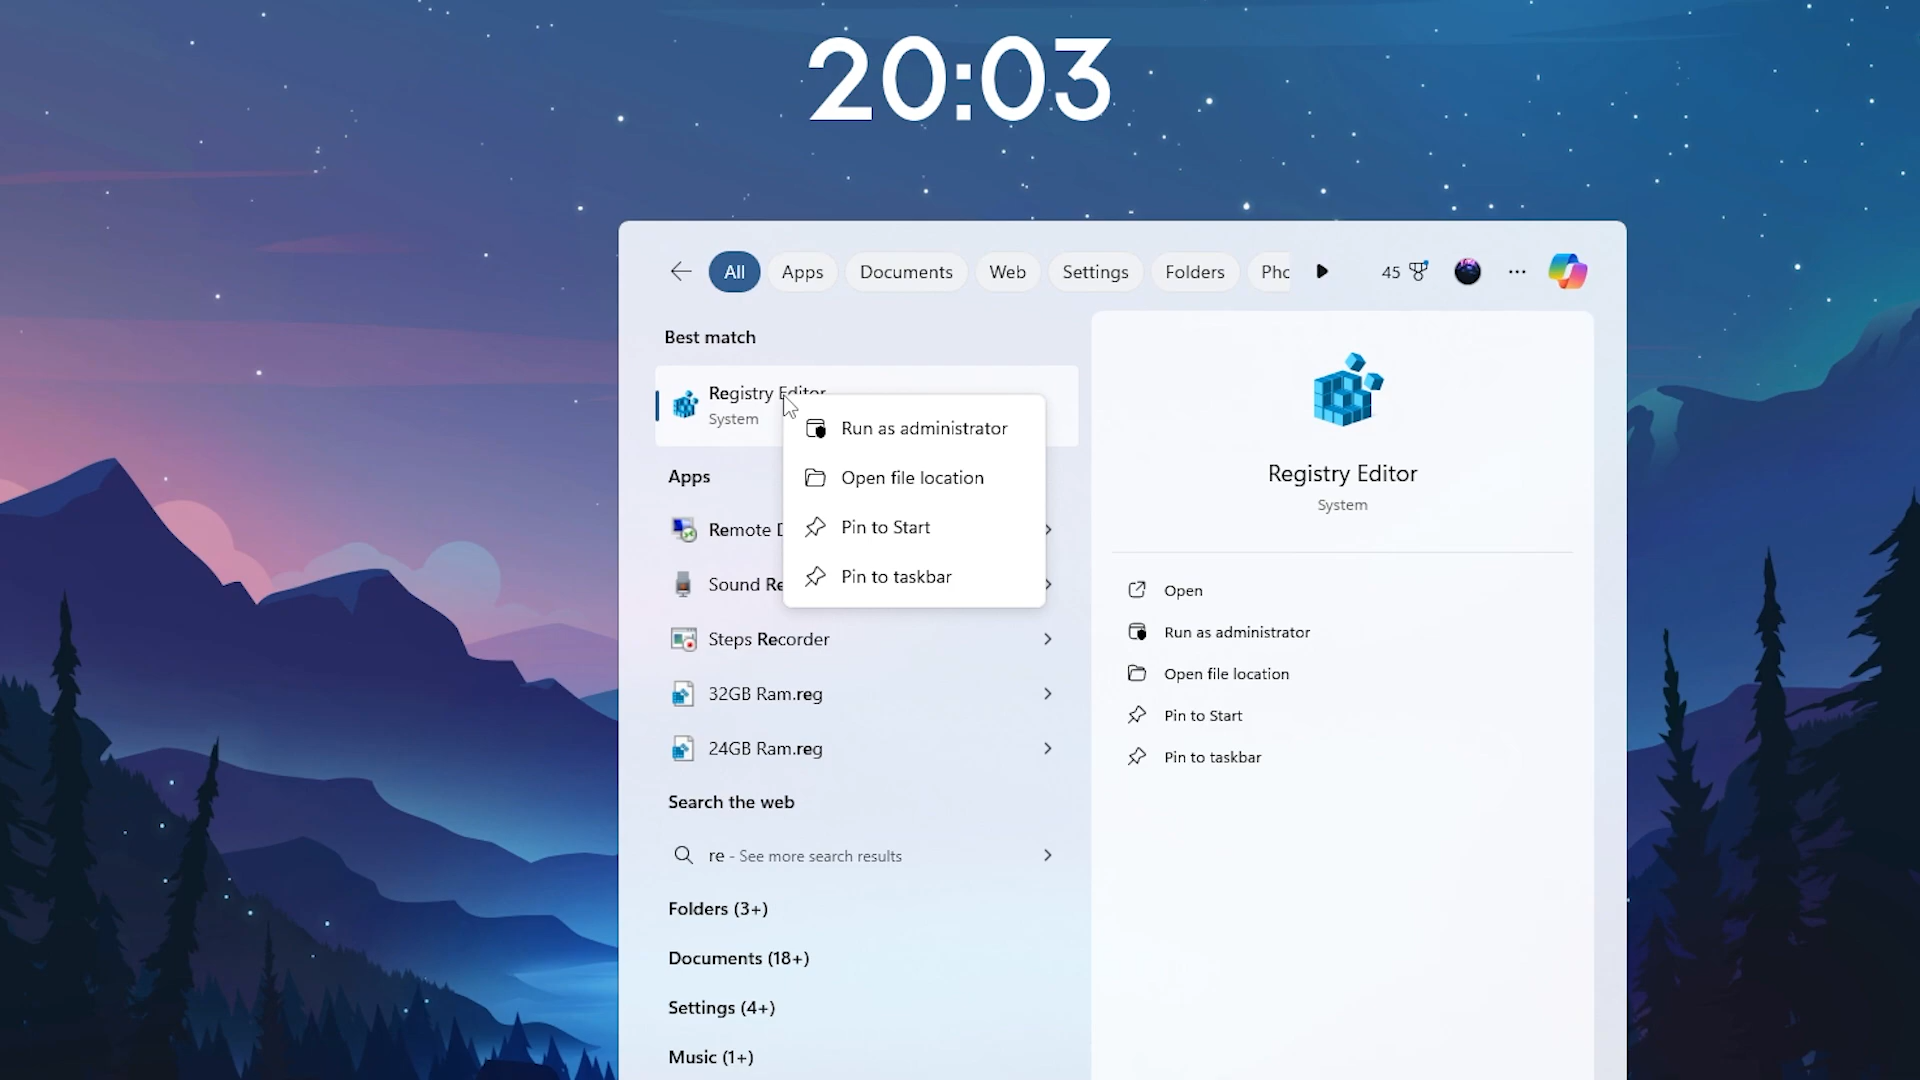 20:03
All
Apps
Documents
Web
Settings
Folders
Pho
45
Best match
Registry Editor
System
Run as administrator
Open file location
Pin to Start
Pin to taskbar
Apps
Remote D
Sound Re
Steps Recorder
32GB Ram.reg
24GB Ram.reg
Search the web
re - See more search results
Folders (3+)
Documents (18+)
Settings (4+)
Music (1+)
Registry Editor
System
Open
Run as administrator
Open file location
Pin to Start
Pin to taskbar